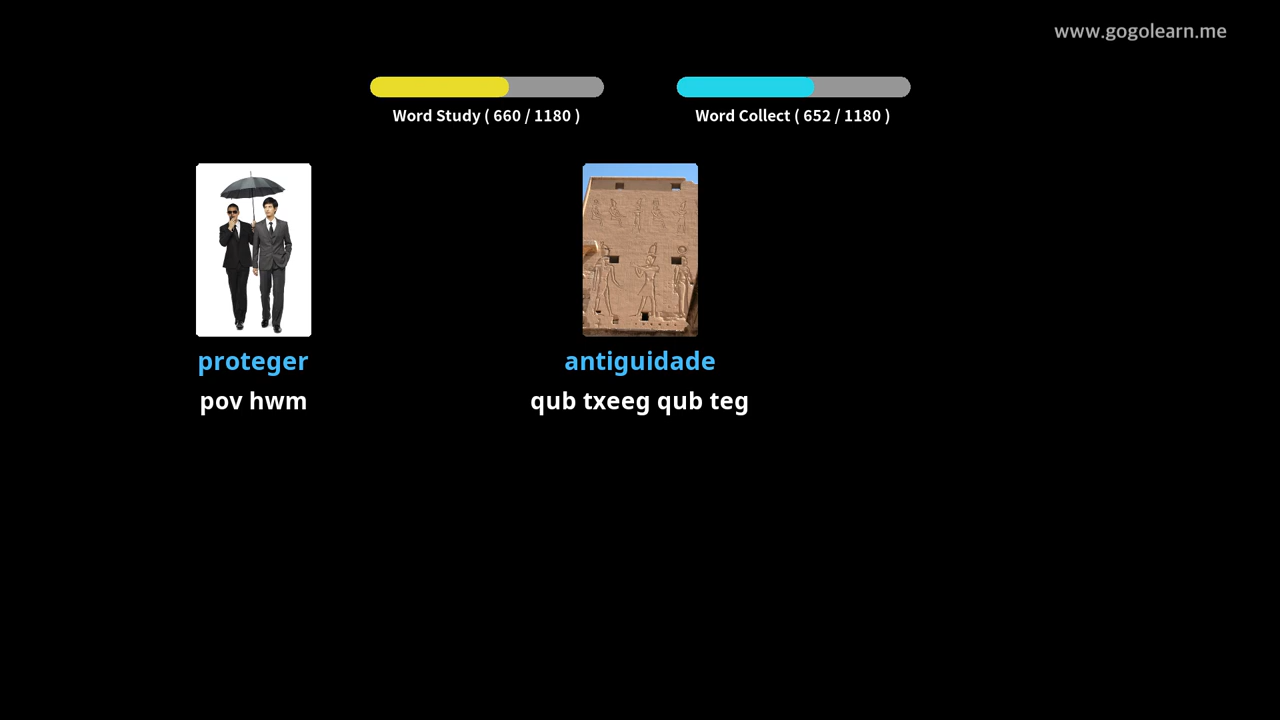 www.gogolearn.me
Word Study ( 660 / 1180 )
Word Collect ( 652 / 1180 )
proteger
pov hwm
antiguidade
qub txeeg qub teg